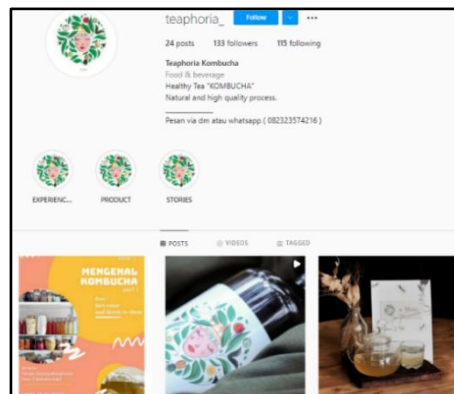 teaphoria_ Follow
24 posts 133 followers 115 following
Teaphoria Kombucha
Food & beverage
Healthy Tea "KOMBUCHA"
Natural and high quality process.
Pesan via dm atau whatsapp ( 082323574216 )
EXPERIENC... PRODUCT STORIES
POSTS VIDEOS TAGGED
MENGENAL
KOMBUCHA